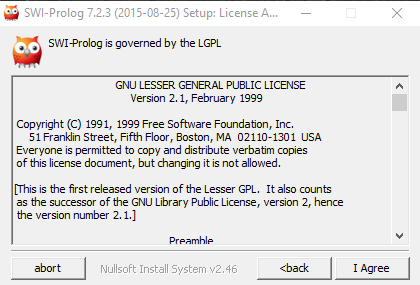 SWI-Prolog 7.2.3 (2015-08-25) Setup: License A...
SWI-Prolog is governed by the LGPL
GNU LESSER GENERAL PUBLIC LICENSE
Version 2.1, February 1999
Copyright (C) 1991, 1999 Free Software Foundation, Inc.
51 Franklin Street, Fifth Floor, Boston, MA  02110-1301  USA
Everyone is permitted to copy and distribute verbatim copies
of this license document, but changing it is not allowed.
[This is the first released version of the Lesser GPL.  It also counts
as the successor of the GNU Library Public License, version 2, hence
the version number 2.1.]
Preamble
abort
Nullsoft Install System v2.46
<back
I Agree